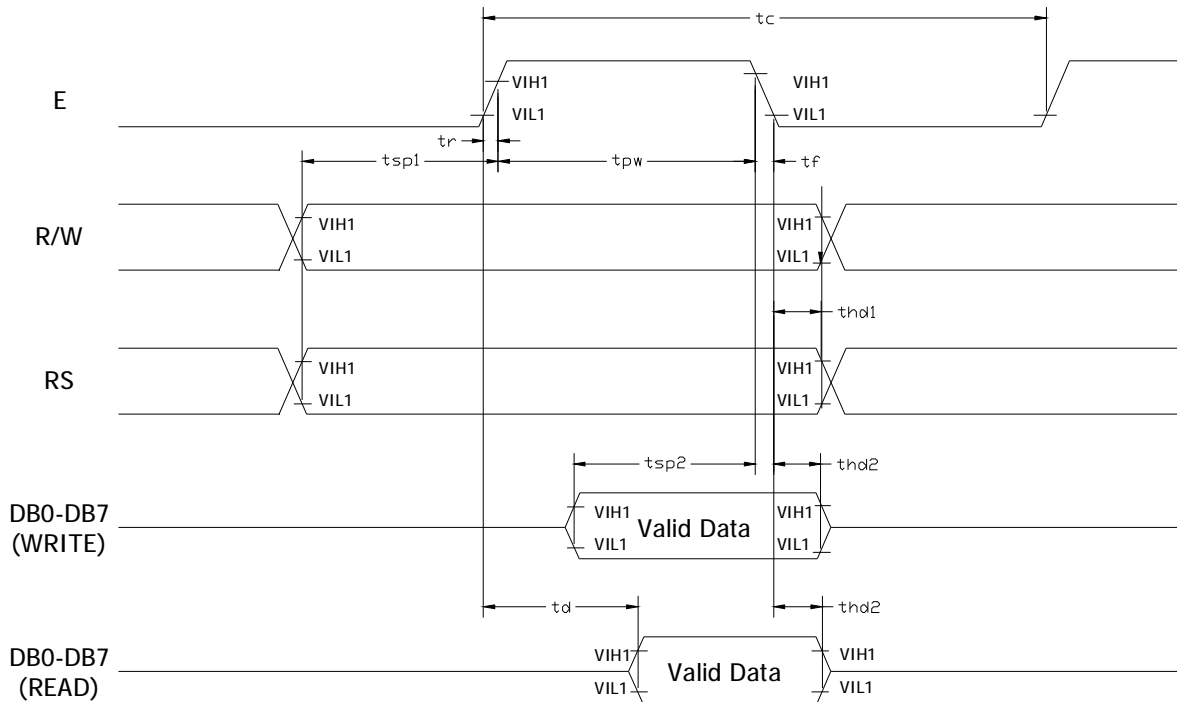 tc
E
VIH1
VIH1
VIL1
VIL1
tr
tsp1
tpw
tf
R/W
VIH1
VIH1
VIL1
VIL1
thd1
RS
VIH1
VIH1
VIL1
VIL1
tsp2
thd2
DB0-DB7
(WRITE)
VIH1
Valid Data
VIH1
VIL1
VIL1
td
thd2
DB0-DB7
(READ)
VIH1
Valid Data
VIH1
VIL1
VIL1